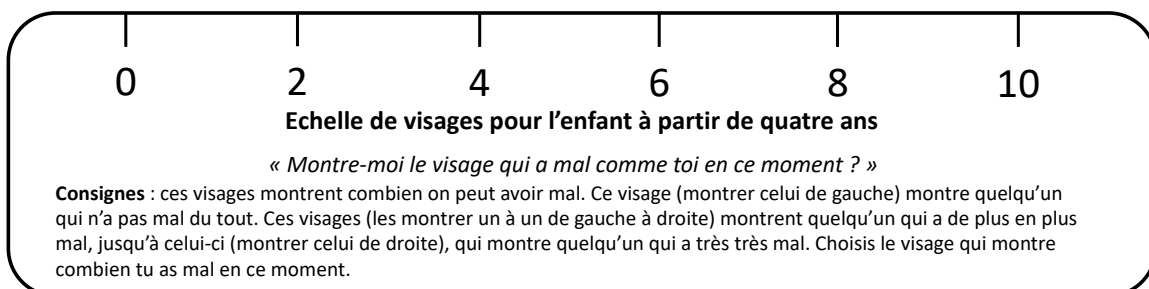 0 2 4 6 8 10
Echelle de visages pour l’enfant à partir de quatre ans
« Montre-moi le visage qui a mal comme toi en ce moment ? »
Consignes : ces visages montrent combien on peut avoir mal. Ce visage (montrer celui de gauche) montre quelqu’un
qui n’a pas mal du tout. Ces visages (les montrer un à un de gauche à droite) montrent quelqu’un qui a de plus en plus
mal, jusqu’à celui-ci (montrer celui de droite), qui montre quelqu’un qui a très très mal. Choisis le visage qui montre
combien tu as mal en ce moment.